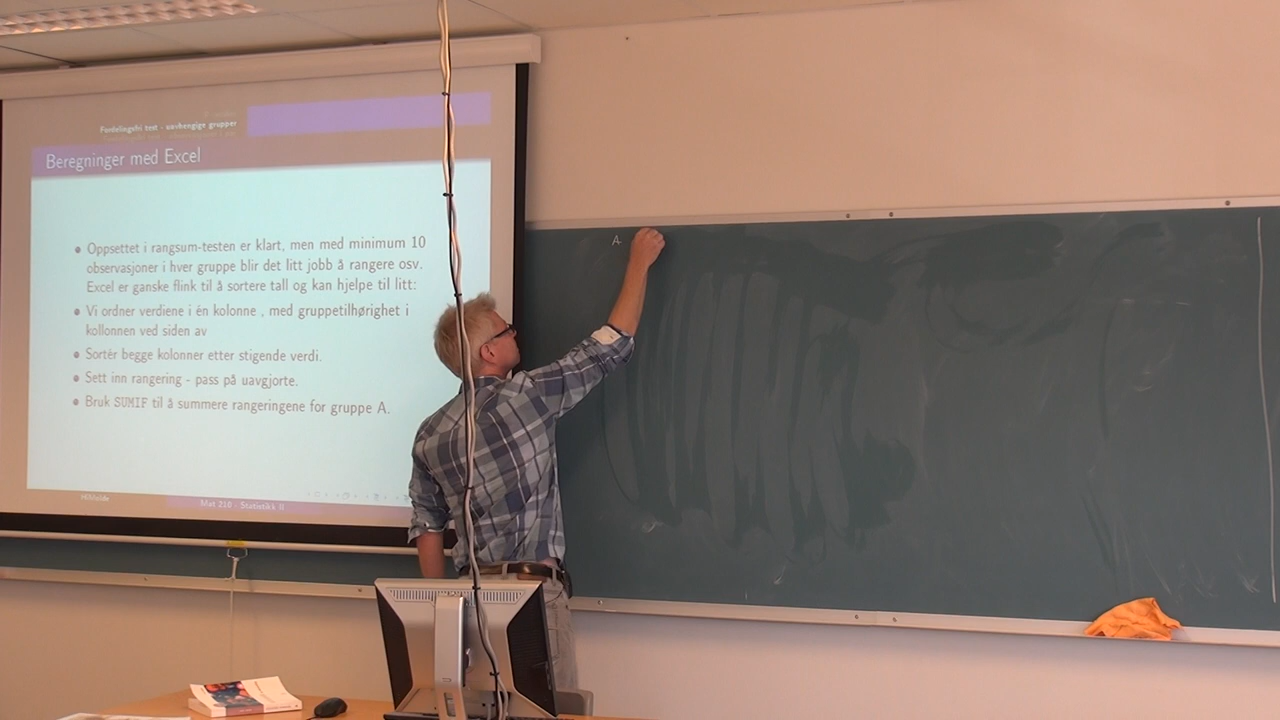 Fordelingsfri test - uavhengige grupper
Beregninger med Excel
Oppsettet i rangsum-testen er klart, men med minimum 10
observasjoner i hver gruppe blir det litt jobb å rangere osv.
Excel er ganske flink til å sortere tall og kan hjelpe til litt:
Vi ordner verdiene i én kolonne , med gruppetilhørighet i
kollonnen ved siden av
Sortér begge kolonner etter stigende verdi.
Sett inn rangering - pass på uavgjorte.
Bruk SUMIF til å summere rangeringene for gruppe A.
HiMolde
Mat 210 - Statistikk II
A.